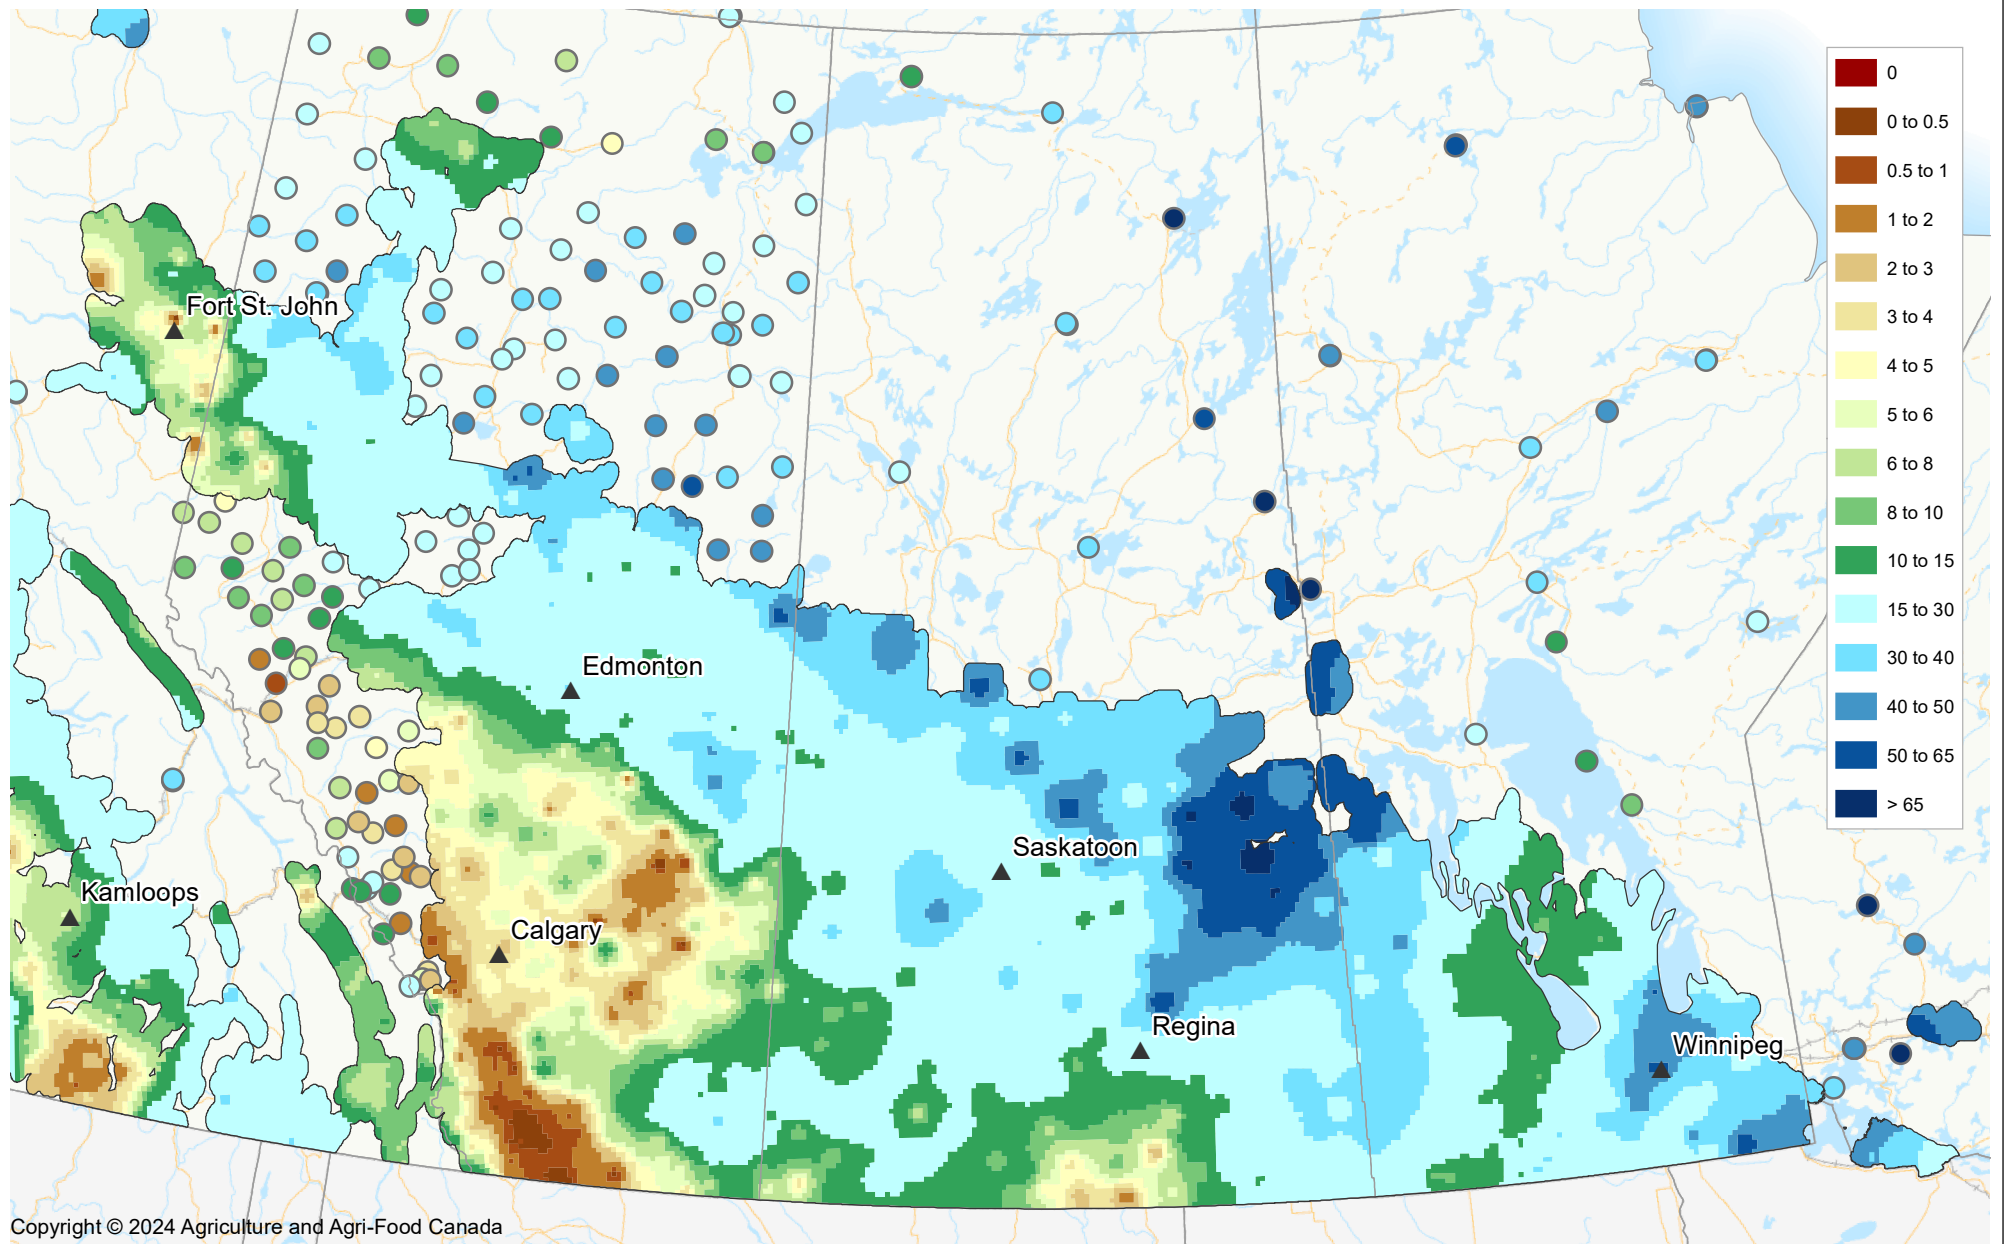 0
0 to 0.5
0.5 to 1
1 to 2
2 to 3
Fort St. John
3 to 4
4 to 5
5 to 6
6 to 8
8 to 10
10 to 15
15 to 30
30 to 40
Edmonton
40 to 50
50 to 65
> 65
Saskatoon
Kamloops
Calgary
Regina
Winnipeg
Copyright © 2024 Agriculture and Agri-Food Canada